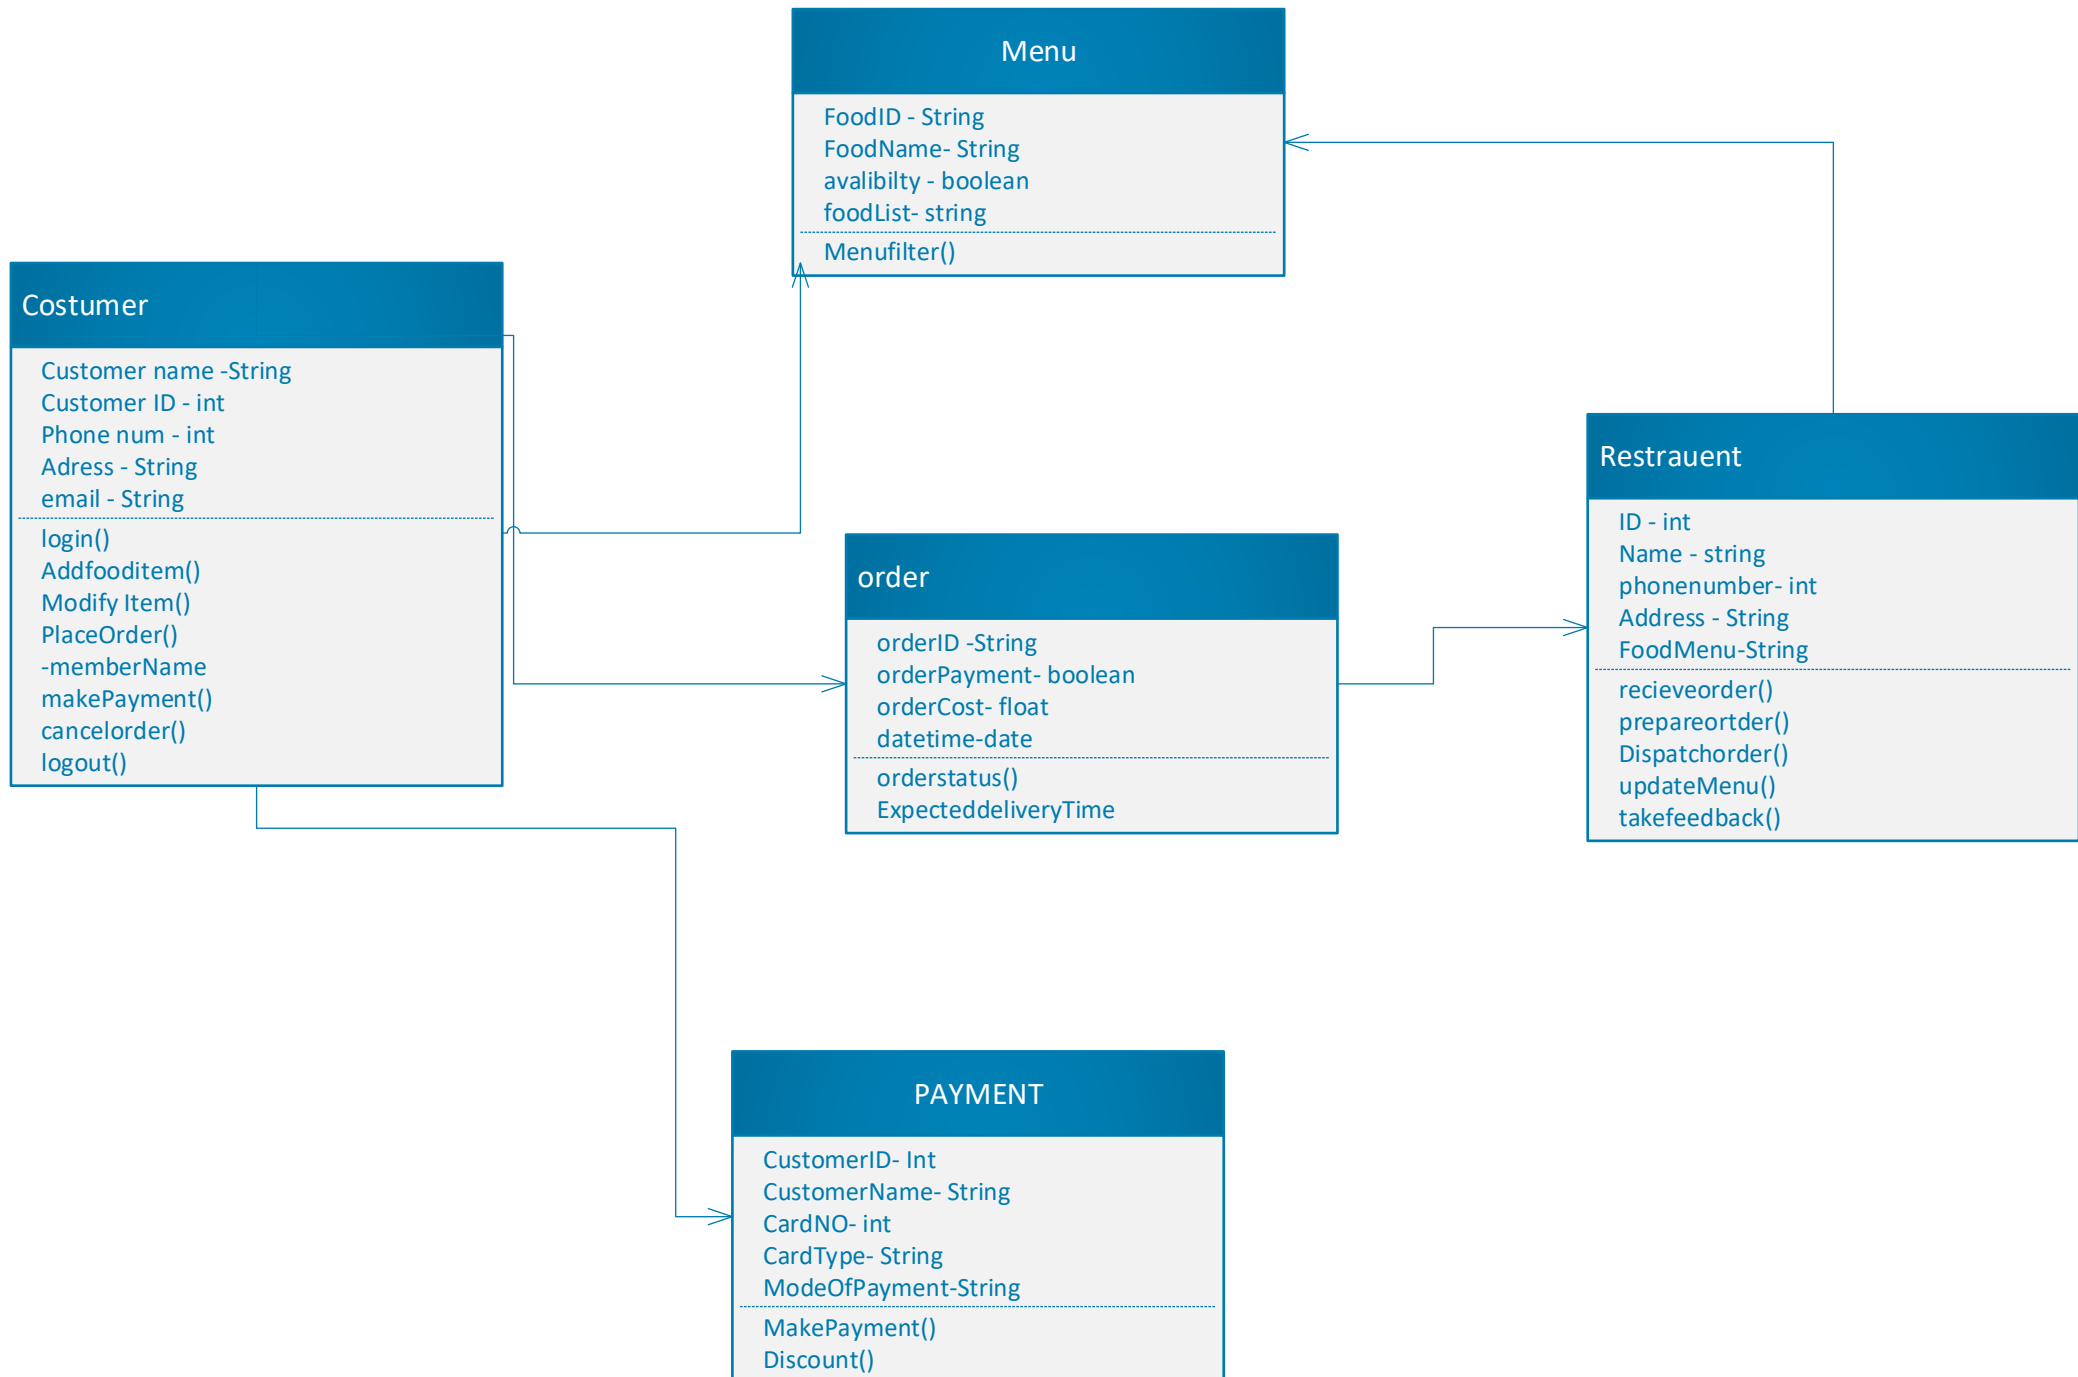 Menu
FoodID - String
FoodName- String
avalibilty - boolean
foodList- string
Menufilter()
Costumer
Customer name -String
Customer ID - int
Phone num - int
Adress - String
email - String
login()
Addfooditem()
Modify Item()
PlaceOrder()
-memberName
makePayment()
cancelorder()
logout()
order
orderID -String
orderPayment- boolean
orderCost- float
datetime-date
orderstatus()
ExpecteddeliveryTime
Restrauent
ID - int
Name - string
phonenumber- int
Address - String
FoodMenu-String
recieveorder()
prepareortder()
Dispatchorder()
updateMenu()
takefeedback()
PAYMENT
CustomerID- Int
CustomerName- String
CardNO- int
CardType- String
ModeOfPayment-String
MakePayment()
Discount()